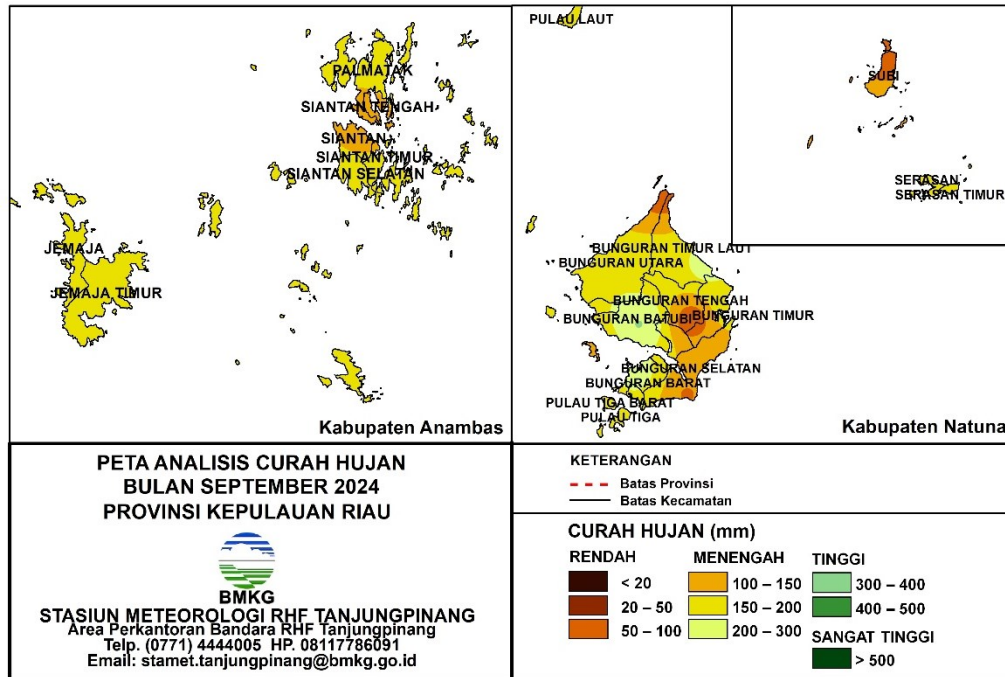 PALMATAK
SIANTAN TENGAH
SIANTAN
SIANTAN TIMUR
SIANTAN SELATAN
JEMAJA
JEMAJA TIMUR
Kabupaten Anambas
PULAU LAUT
SUBI
SERASAN
SERASAN TIMUR
BUNGURAN TIMUR LAUT
BUNGURAN UTARA
BUNGURAN TENGAH
BUNGURAN BATUBI
BUNGURAN TIMUR
BUNGURAN SELATAN
BUNGURAN BARAT
PULAU TIGA BARAT
PULAU TIGA
Kabupaten Natuna
PETA ANALISIS CURAH HUJAN
BULAN SEPTEMBER 2024
PROVINSI KEPULAUAN RIAU
BMKG
STASIUN METEOROLOGI RHF TANJUNGPINANG
Area Perkantoran Bandara RHF Tanjungpinang
Telp. (0771) 4444005 HP. 08117786091
Email: stamet.tanjungpinang@bmkg.go.id
KETERANGAN
Batas Provinsi
Batas Kecamatan
CURAH HUJAN (mm)
RENDAH
< 20
20 – 50
50 – 100
MENENGAH
100 – 150
150 – 200
200 – 300
TINGGI
300 – 400
400 – 500
SANGAT TINGGI
> 500